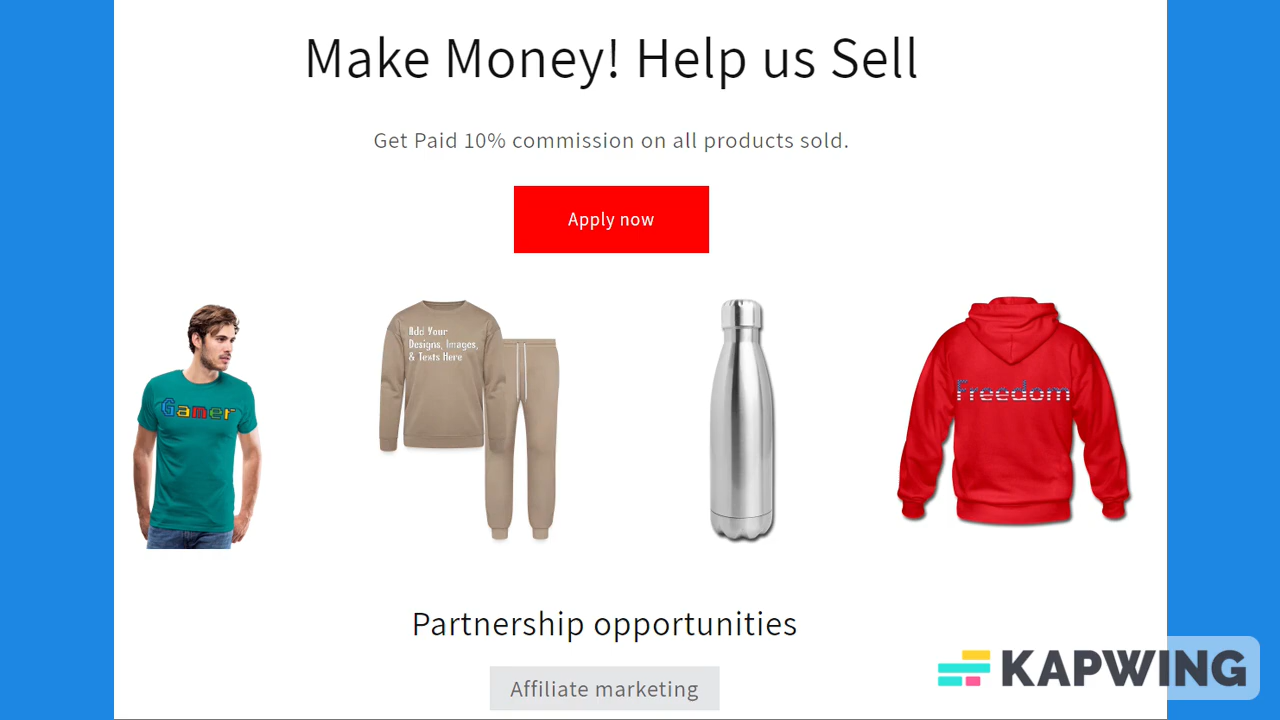 Make Money! Help us Sell
Get Paid 10% commission on all products sold.
Apply now
Gamer
Add Your
Designs, Images,
& Texts Here
Freedom
Partnership opportunities
Affiliate marketing
KAPWING